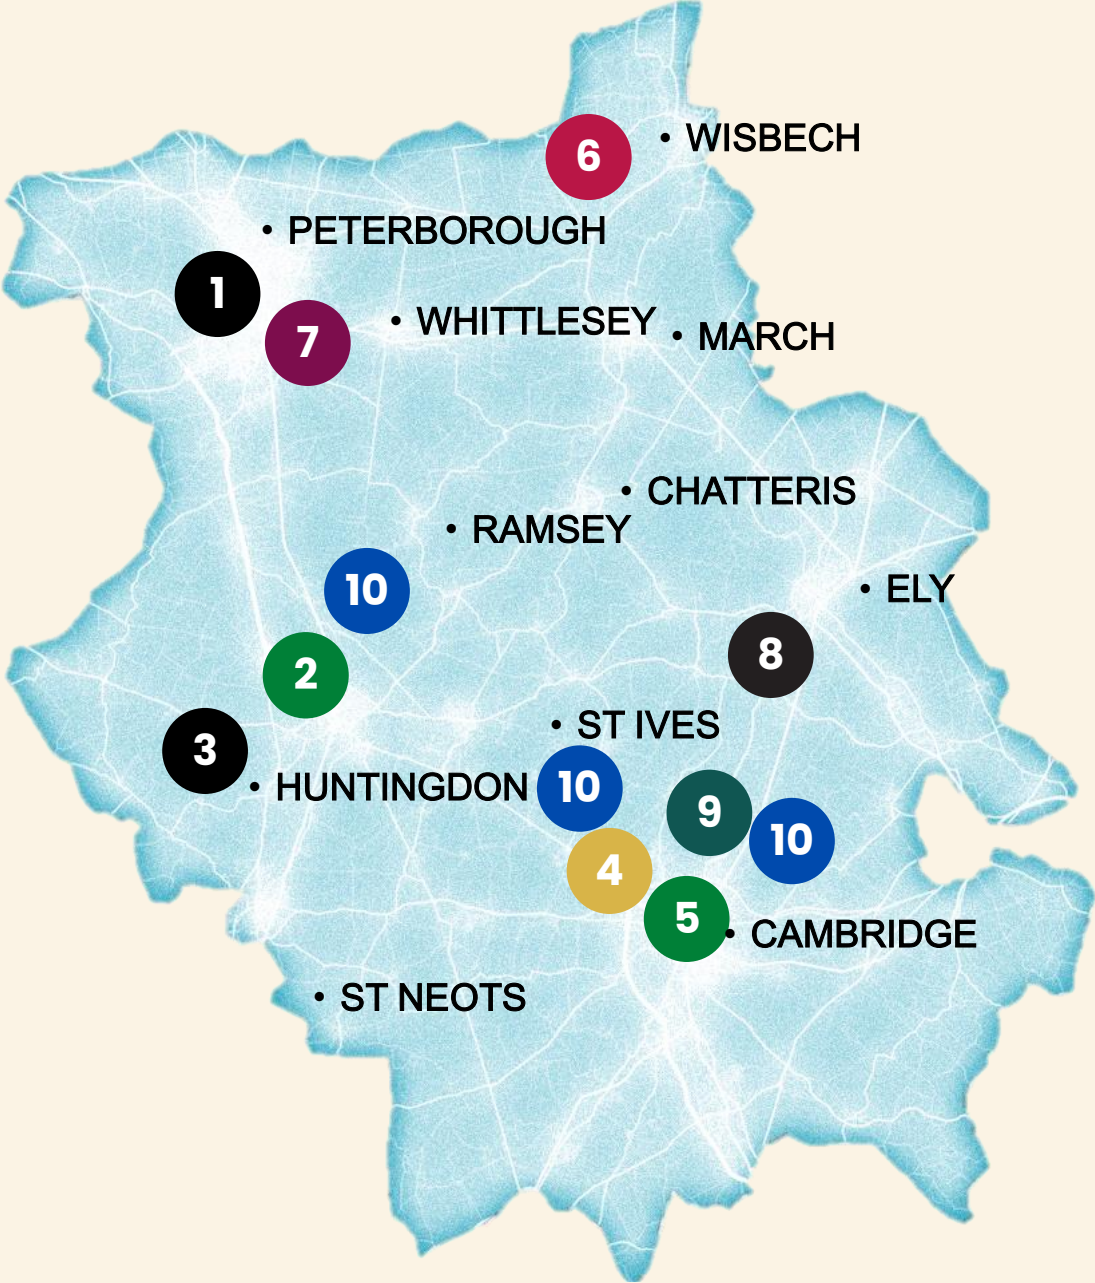 6
• WISBECH
• PETERBOROUGH
1
• WHITTLESEY
• MARCH
7
• CHATTERIS
• RAMSEY
10
• ELY
8
2
• ST IVES
3
• HUNTINGDON
10
9
10
4
5
• CAMBRIDGE
• ST NEOTS